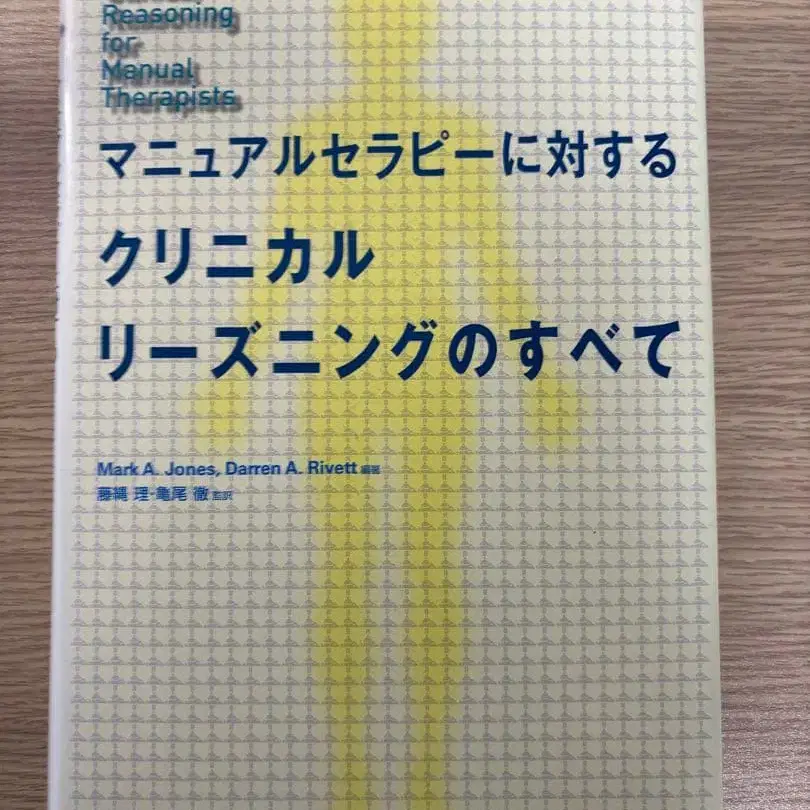 Reasoning
for
Manual
Therapists
マニュアルセラピーに対する
クリニカル
リーズニングのすべて
Mark A. Jones, Darren A. Rivett 編著
藤縄 理・亀尾 徹 監訳